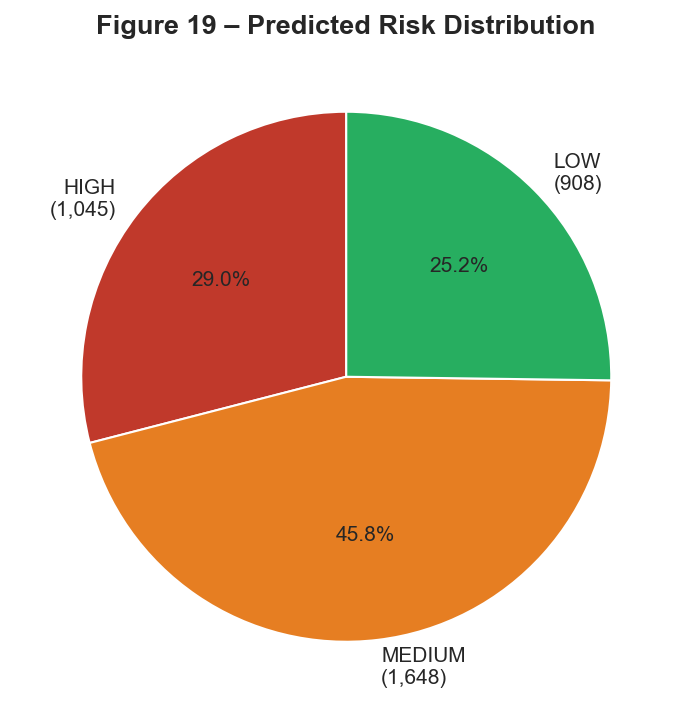 Figure 19 – Predicted Risk Distribution
LOW
(908)
HIGH
(1,045)
25.2%
29.0%
45.8%
MEDIUM
(1,648)